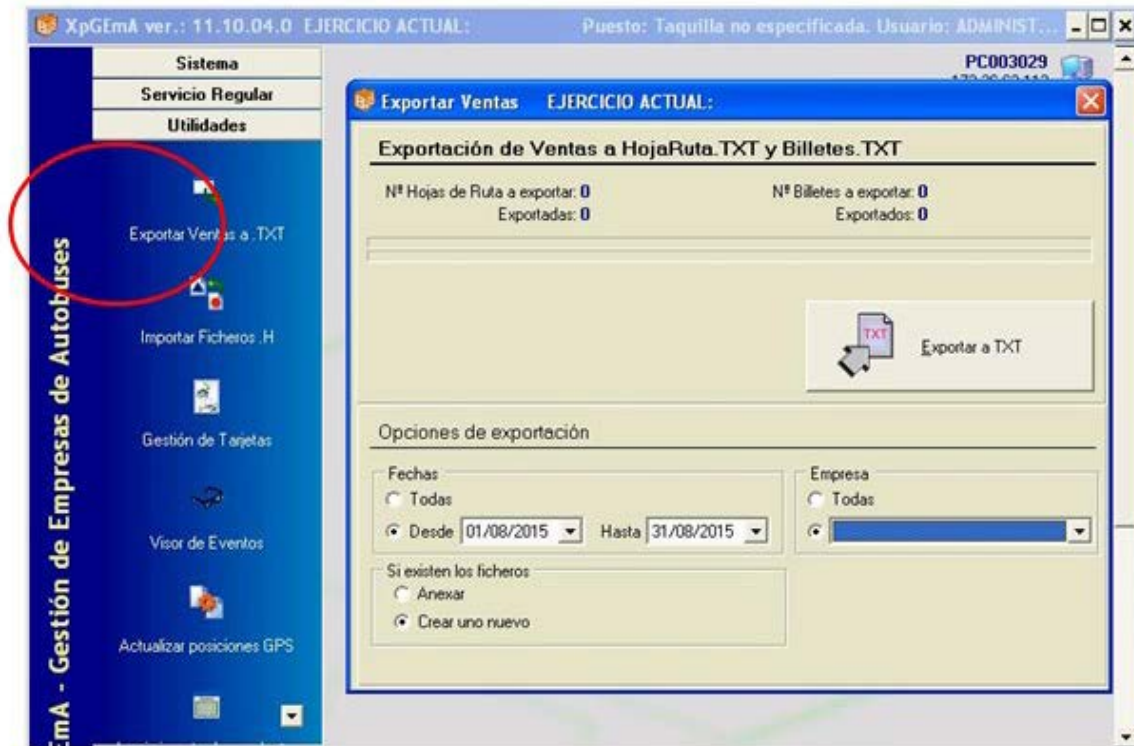 XpGEmA ver.: 11.10.04.0 EJERCICIO ACTUAL: Puesto: Taquilla no especificada. Usuario: ADMINIST...
Sistema
Servicio Regular
Utilidades
PC003029
Exportar Ventas a .TXT
Importar Ficheros .H
Gestión de Tarjetas
Visor de Eventos
Actualizar posiciones GPS
EmA - Gestión de Empresas de Autobuses
Exportar Ventas EJERCICIO ACTUAL:
Exportación de Ventas a HojaRuta.TXT y Billetes.TXT
Nº Hojas de Ruta a exportar: 0 Nº Billetes a exportar: 0
Exportadas: 0 Exportados: 0
TXT
Exportar a TXT
Opciones de exportación
Fechas
Todas
Desde 01/08/2015 Hasta 31/08/2015
Empresa
Todas
Si existen los ficheros
Anexar
Crear uno nuevo